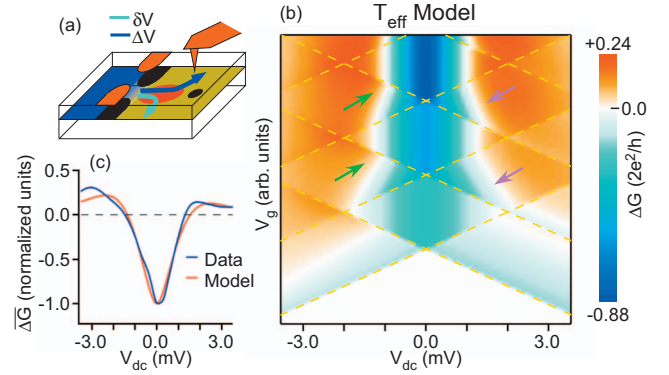 (a)
δV
ΔV
(b)
T_eff Model
V_g (arb. units)
-3.0
0.0
3.0
V_dc (mV)
+0.24
-0.0
-0.88
ΔG (2e²/h)
(c)
0.5
0.0
-0.5
-1.0
ΔG̅ (normalized units)
Data
Model
-3.0
0.0
3.0
V_dc (mV)